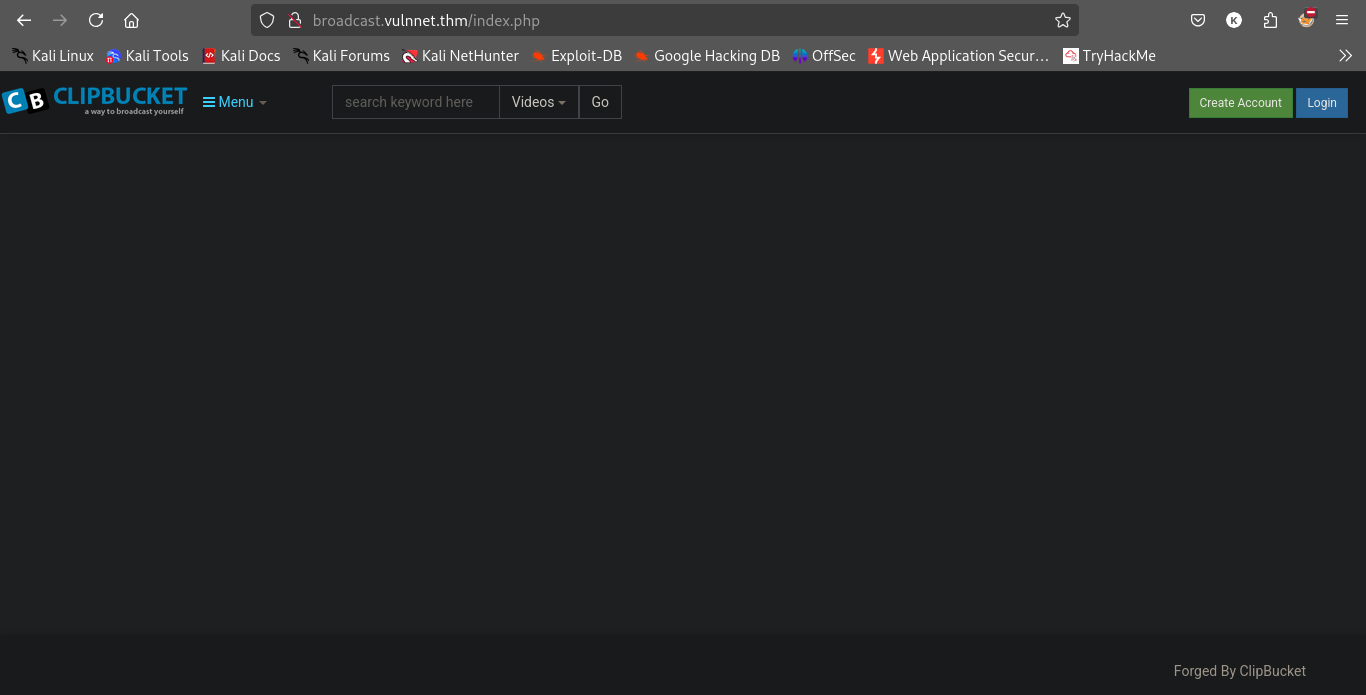 broadcast.vulnnet.thm/index.php
K
Kali Linux Kali Tools Kali Docs Kali Forums Kali NetHunter Exploit-DB Google Hacking DB OffSec Web Application Secur… TryHackMe
CB CLIPBUCKET Menu search keyword here Videos Go Create Account Login
a way to broadcast yourself
Forged By ClipBucket